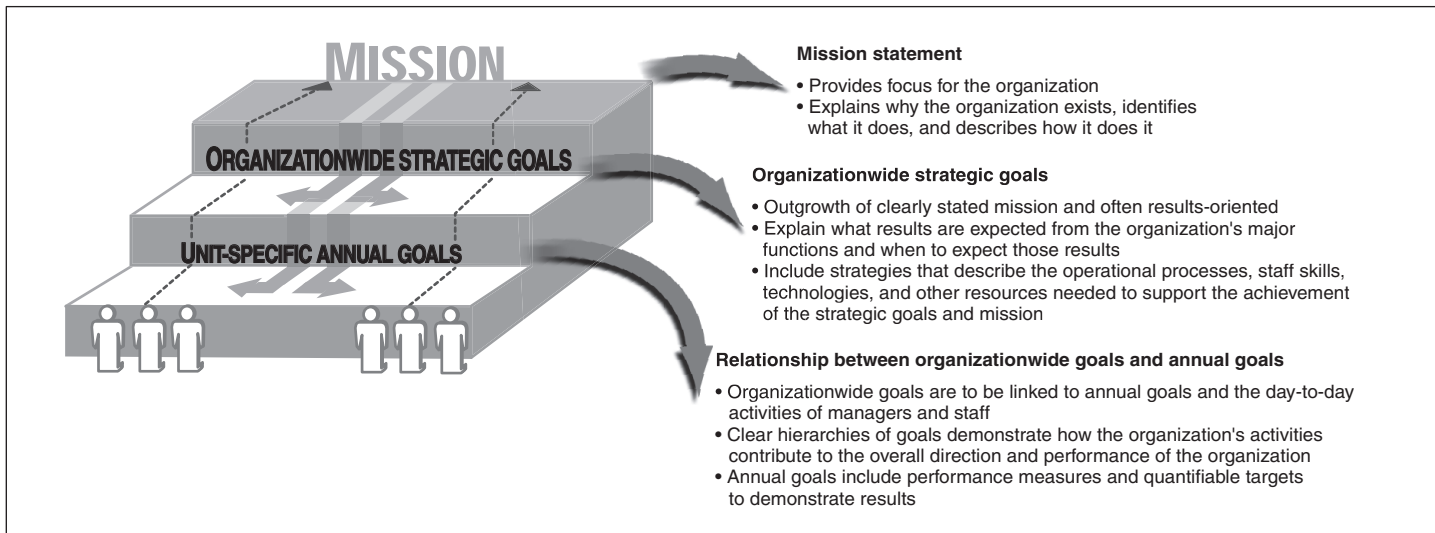 MISSION
ORGANIZATIONWIDE STRATEGIC GOALS
UNIT-SPECIFIC ANNUAL GOALS
Mission statement
• Provides focus for the organization
• Explains why the organization exists, identifies
what it does, and describes how it does it
Organizationwide strategic goals
• Outgrowth of clearly stated mission and often results-oriented
• Explain what results are expected from the organization's major
functions and when to expect those results
• Include strategies that describe the operational processes, staff skills,
technologies, and other resources needed to support the achievement
of the strategic goals and mission
Relationship between organizationwide goals and annual goals
• Organizationwide goals are to be linked to annual goals and the day-to-day
activities of managers and staff
• Clear hierarchies of goals demonstrate how the organization's activities
contribute to the overall direction and performance of the organization
• Annual goals include performance measures and quantifiable targets
to demonstrate results